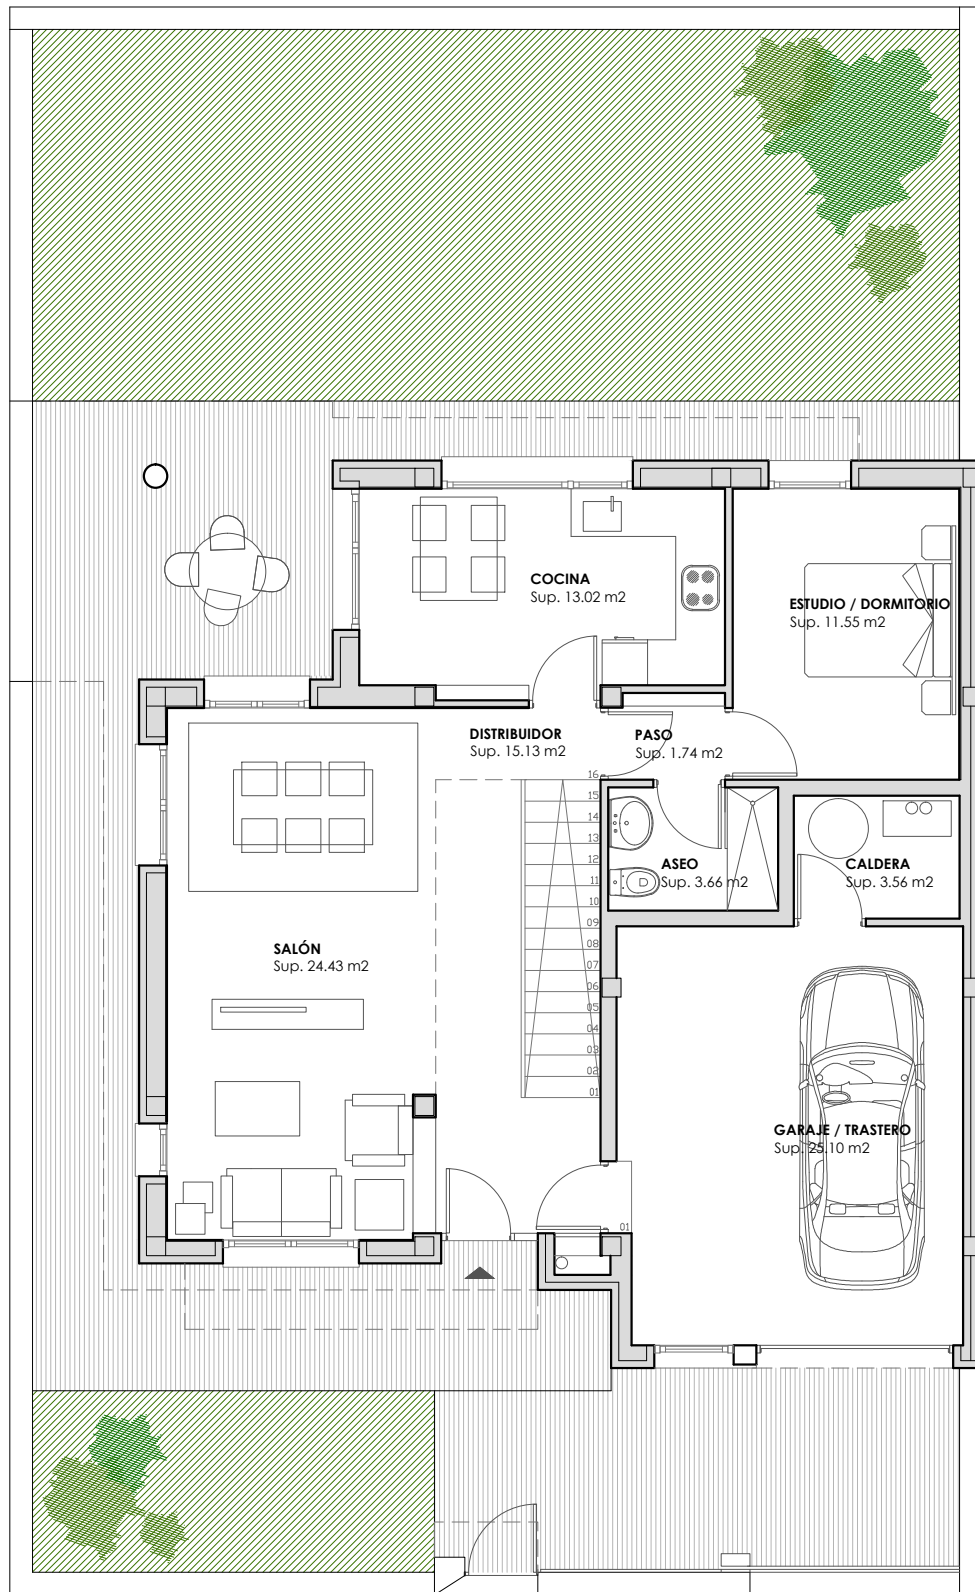 COCINA
Sup. 13.02 m2
ESTUDIO / DORMITORIO
Sup. 11.55 m2
DISTRIBUIDOR
Sup. 15.13 m2
PASO
Sup. 1.74 m2
16
15
14
13
12
11
10
09
08
07
06
05
04
03
02
01
ASEO
Sup. 3.66 m2
CALDERA
Sup. 3.56 m2
SALÓN
Sup. 24.43 m2
GARAJE / TRASTERO
Sup. 25.10 m2
01